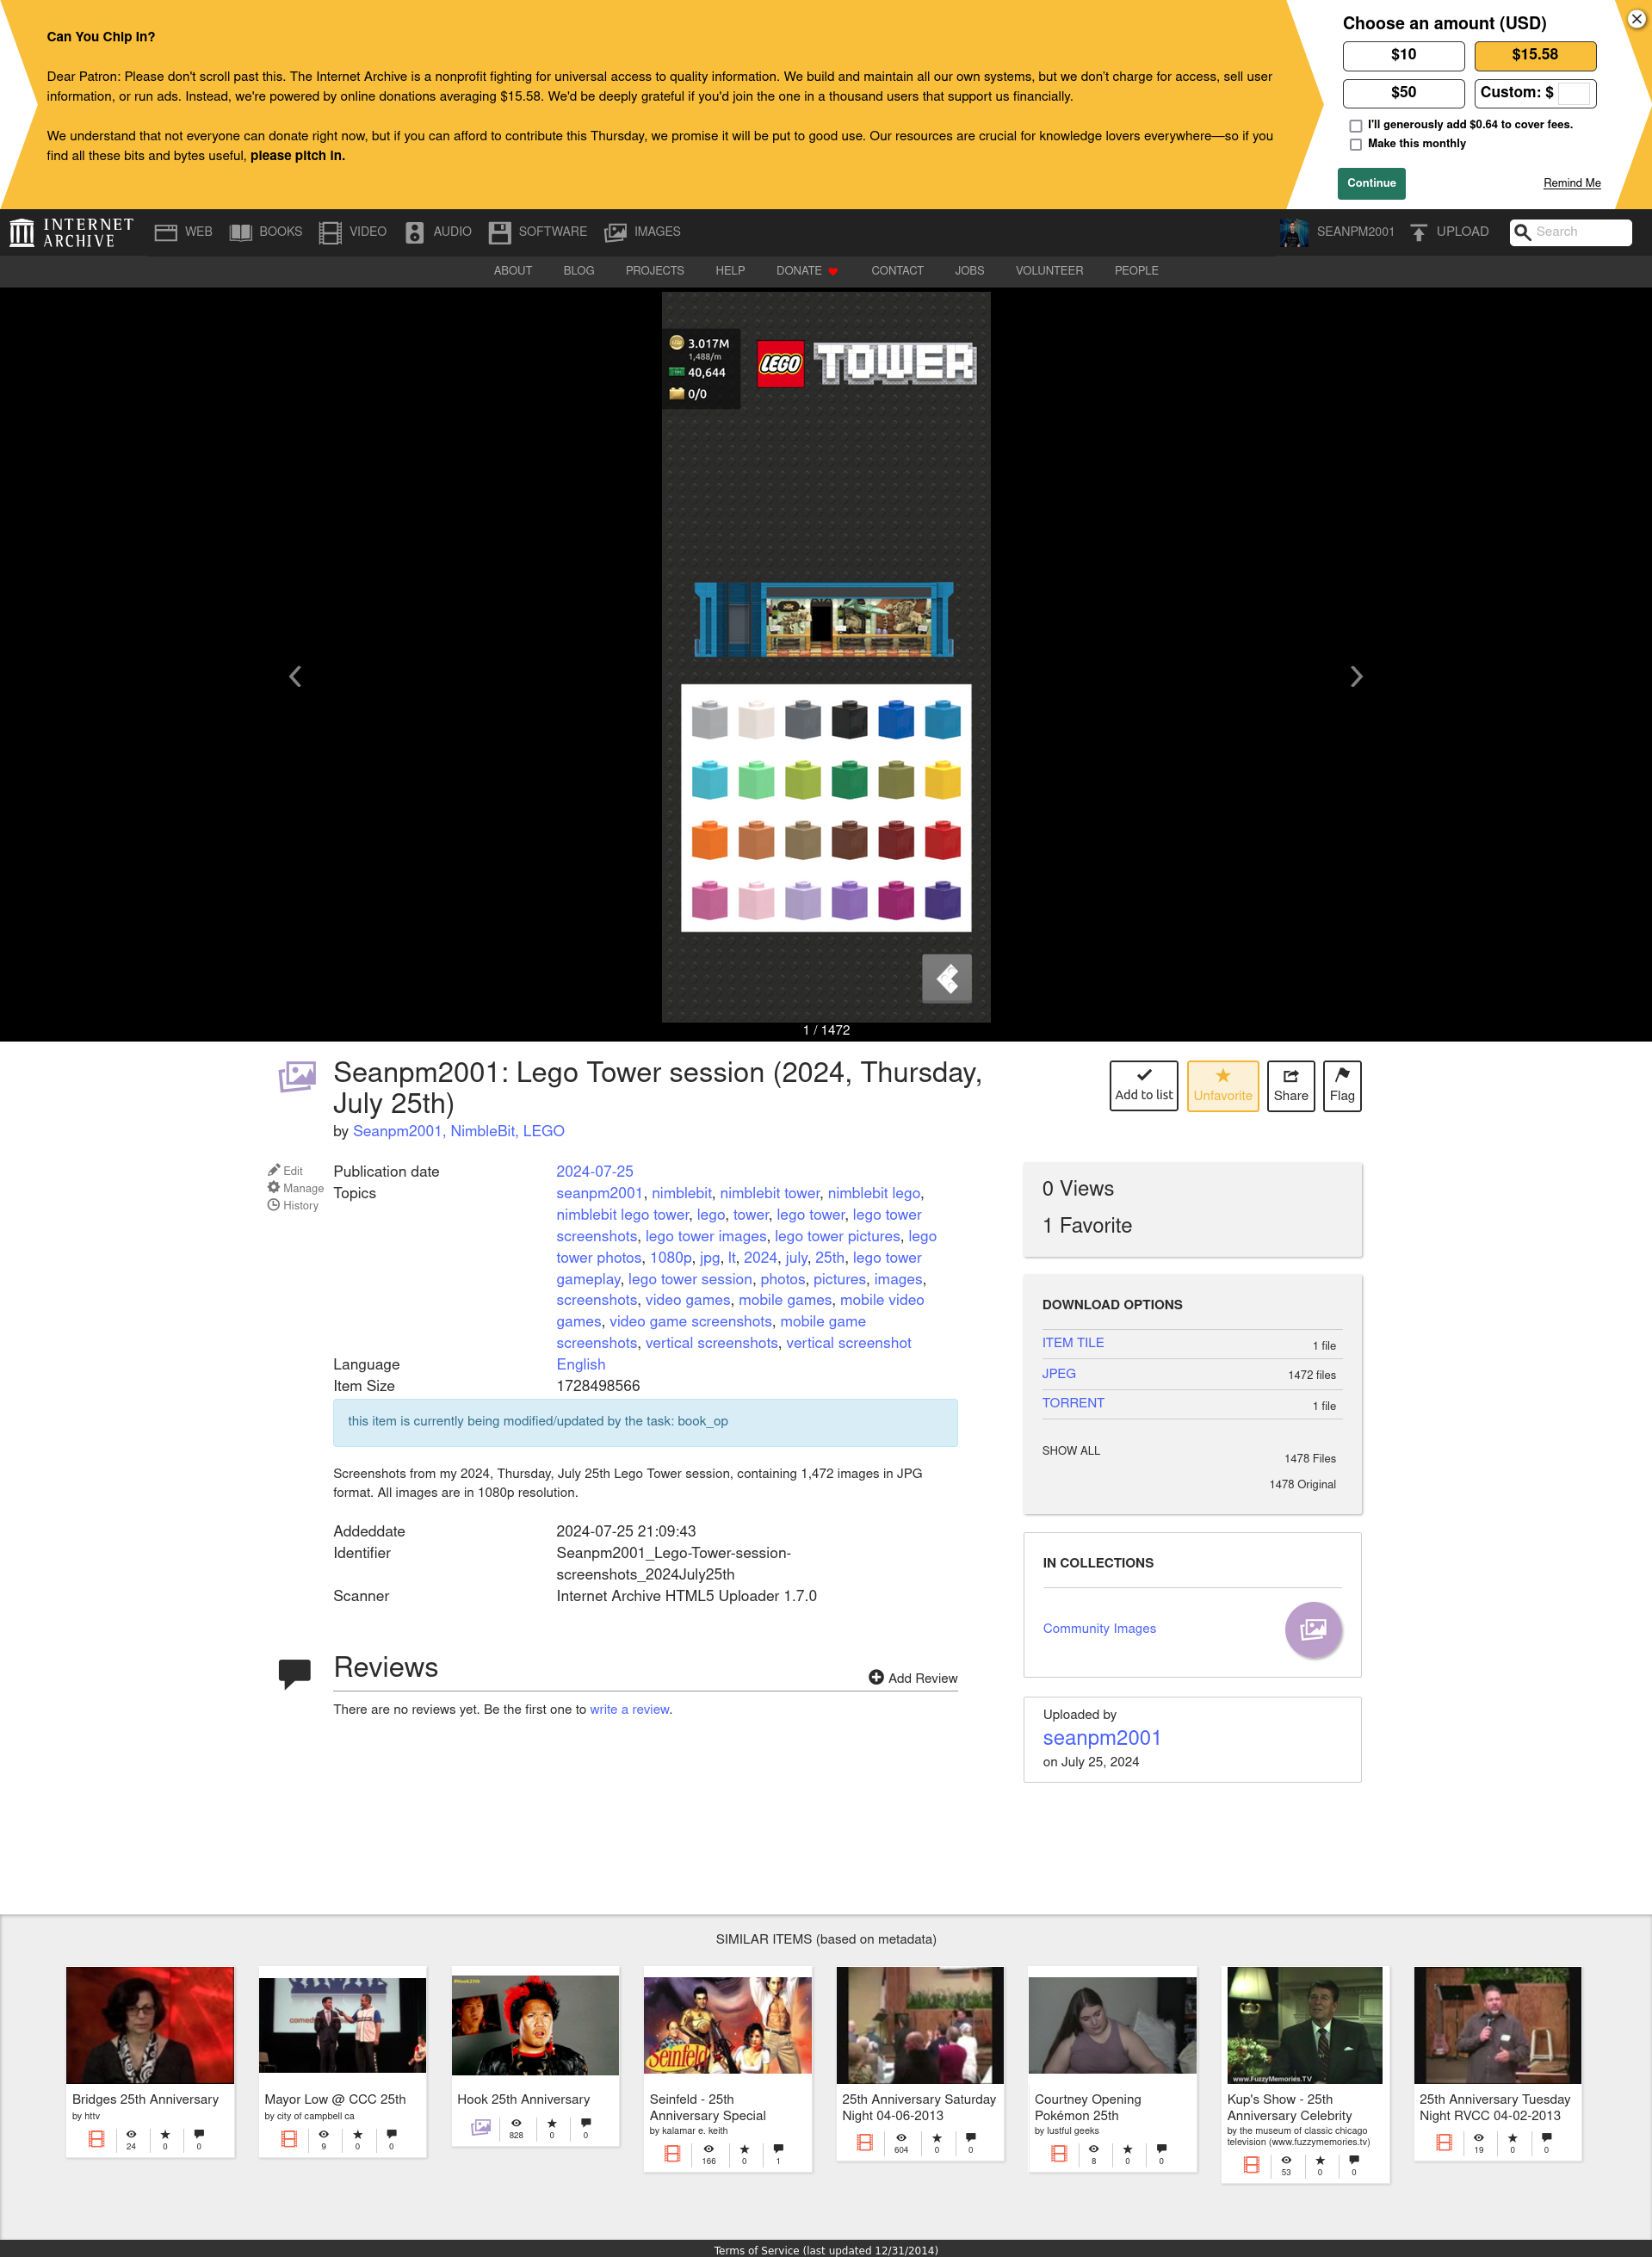 Can You Chip In?
Dear Patron: Please don't scroll past this. The Internet Archive is a nonprofit fighting for universal access to quality information. We build and maintain all our own systems, but we don't charge for access, sell user
information, or run ads. Instead, we're powered by online donations averaging $15.58. We'd be deeply grateful if you'd join the one in a thousand users that support us financially.
We understand that not everyone can donate right now, but if you can afford to contribute this Thursday, we promise it will be put to good use. Our resources are crucial for knowledge lovers everywhere—so if you
find all these bits and bytes useful, please pitch in.
Choose an amount (USD)
$10 $15.58
$50 Custom: $
I'll generously add $0.64 to cover fees.
Make this monthly
Continue Remind Me
INTERNET ARCHIVE WEB BOOKS VIDEO AUDIO SOFTWARE IMAGES SEANPM2001 UPLOAD Search
ABOUT BLOG PROJECTS HELP DONATE CONTACT JOBS VOLUNTEER PEOPLE
3.017M
1,488/m
40,644
0/0
LEGO TOWER
1 / 1472
Seanpm2001: Lego Tower session (2024, Thursday,
July 25th)
by Seanpm2001, NimbleBit, LEGO
Add to list Unfavorite Share Flag
Edit
Manage
History
Publication date 2024-07-25
Topics seanpm2001, nimblebit, nimblebit tower, nimblebit lego,
nimblebit lego tower, lego, tower, lego tower, lego tower
screenshots, lego tower images, lego tower pictures, lego
tower photos, 1080p, jpg, lt, 2024, july, 25th, lego tower
gameplay, lego tower session, photos, pictures, images,
screenshots, video games, mobile games, mobile video
games, video game screenshots, mobile game
screenshots, vertical screenshots, vertical screenshot
Language English
Item Size 1728498566
this item is currently being modified/updated by the task: book_op
Screenshots from my 2024, Thursday, July 25th Lego Tower session, containing 1,472 images in JPG
format. All images are in 1080p resolution.
Addeddate 2024-07-25 21:09:43
Identifier Seanpm2001_Lego-Tower-session-
screenshots_2024July25th
Scanner Internet Archive HTML5 Uploader 1.7.0
Reviews
Add Review
There are no reviews yet. Be the first one to write a review.
0 Views
1 Favorite
DOWNLOAD OPTIONS
ITEM TILE 1 file
JPEG 1472 files
TORRENT 1 file
SHOW ALL
1478 Files
1478 Original
IN COLLECTIONS
Community Images
Uploaded by
seanpm2001
on July 25, 2024
SIMILAR ITEMS (based on metadata)
Bridges 25th Anniversary
by httv
24 0 0
Mayor Low @ CCC 25th
by city of campbell ca
9 0 0
#Hook25th
Hook 25th Anniversary
828 0 0
Seinfeld
Seinfeld - 25th
Anniversary Special
by kalamar e. keith
166 0 1
25th Anniversary Saturday
Night 04-06-2013
604 0 0
Courtney Opening
Pokémon 25th
by lustful geeks
8 0 0
www.FuzzyMemories.TV
Kup's Show - 25th
Anniversary Celebrity
by the museum of classic chicago
television (www.fuzzymemories.tv)
53 0 0
25th Anniversary Tuesday
Night RVCC 04-02-2013
19 0 0
Terms of Service (last updated 12/31/2014)